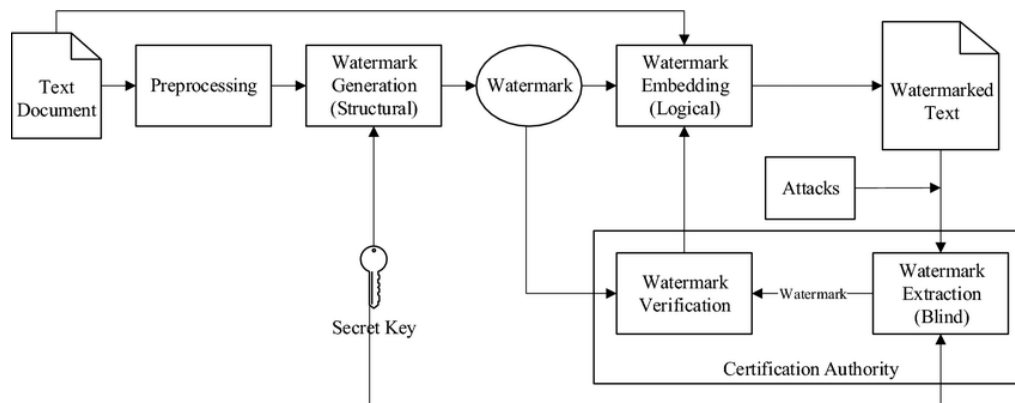 Text
Document
Preprocessing
Watermark
Generation
(Structural)
Watermark
Watermark
Embedding
(Logical)
Watermarked
Text
Attacks
Secret Key
Watermark
Verification
Watermark
Watermark
Extraction
(Blind)
Certification Authority